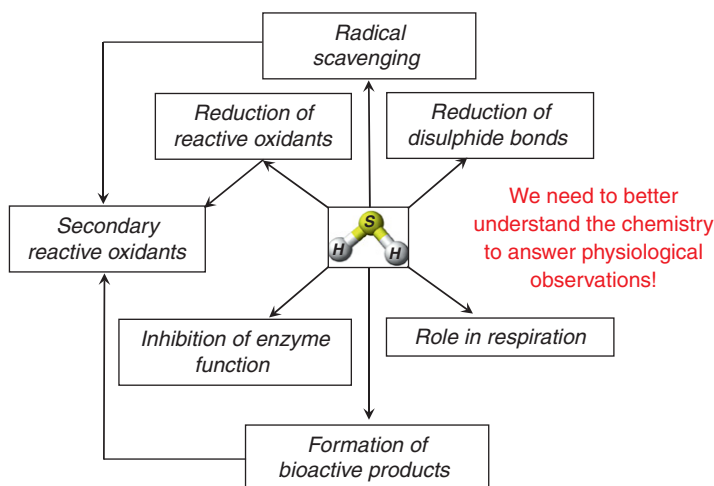 Radical
scavenging
Reduction of
reactive oxidants
Reduction of
disulphide bonds
Secondary
reactive oxidants
S
H
H
We need to better
understand the chemistry
to answer physiological
observations!
Inhibition of enzyme
function
Role in respiration
Formation of
bioactive products